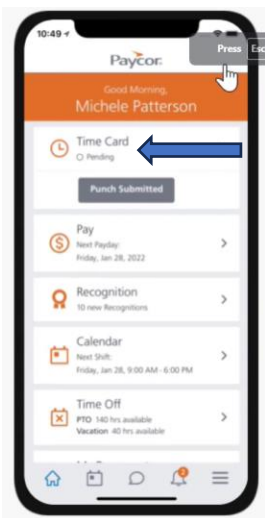 10:49
Press Esc
Paycor
Good Morning,
Michele Patterson
Time Card
Pending
Punch Submitted
Pay
Next Payday:
Friday, Jan 28, 2022
Recognition
10 new Recognitions
Calendar
Next Shift:
Friday, Jan 28, 9:00 AM - 6:00 PM
Time Off
PTO 140 hrs available
Vacation 40 hrs available
2